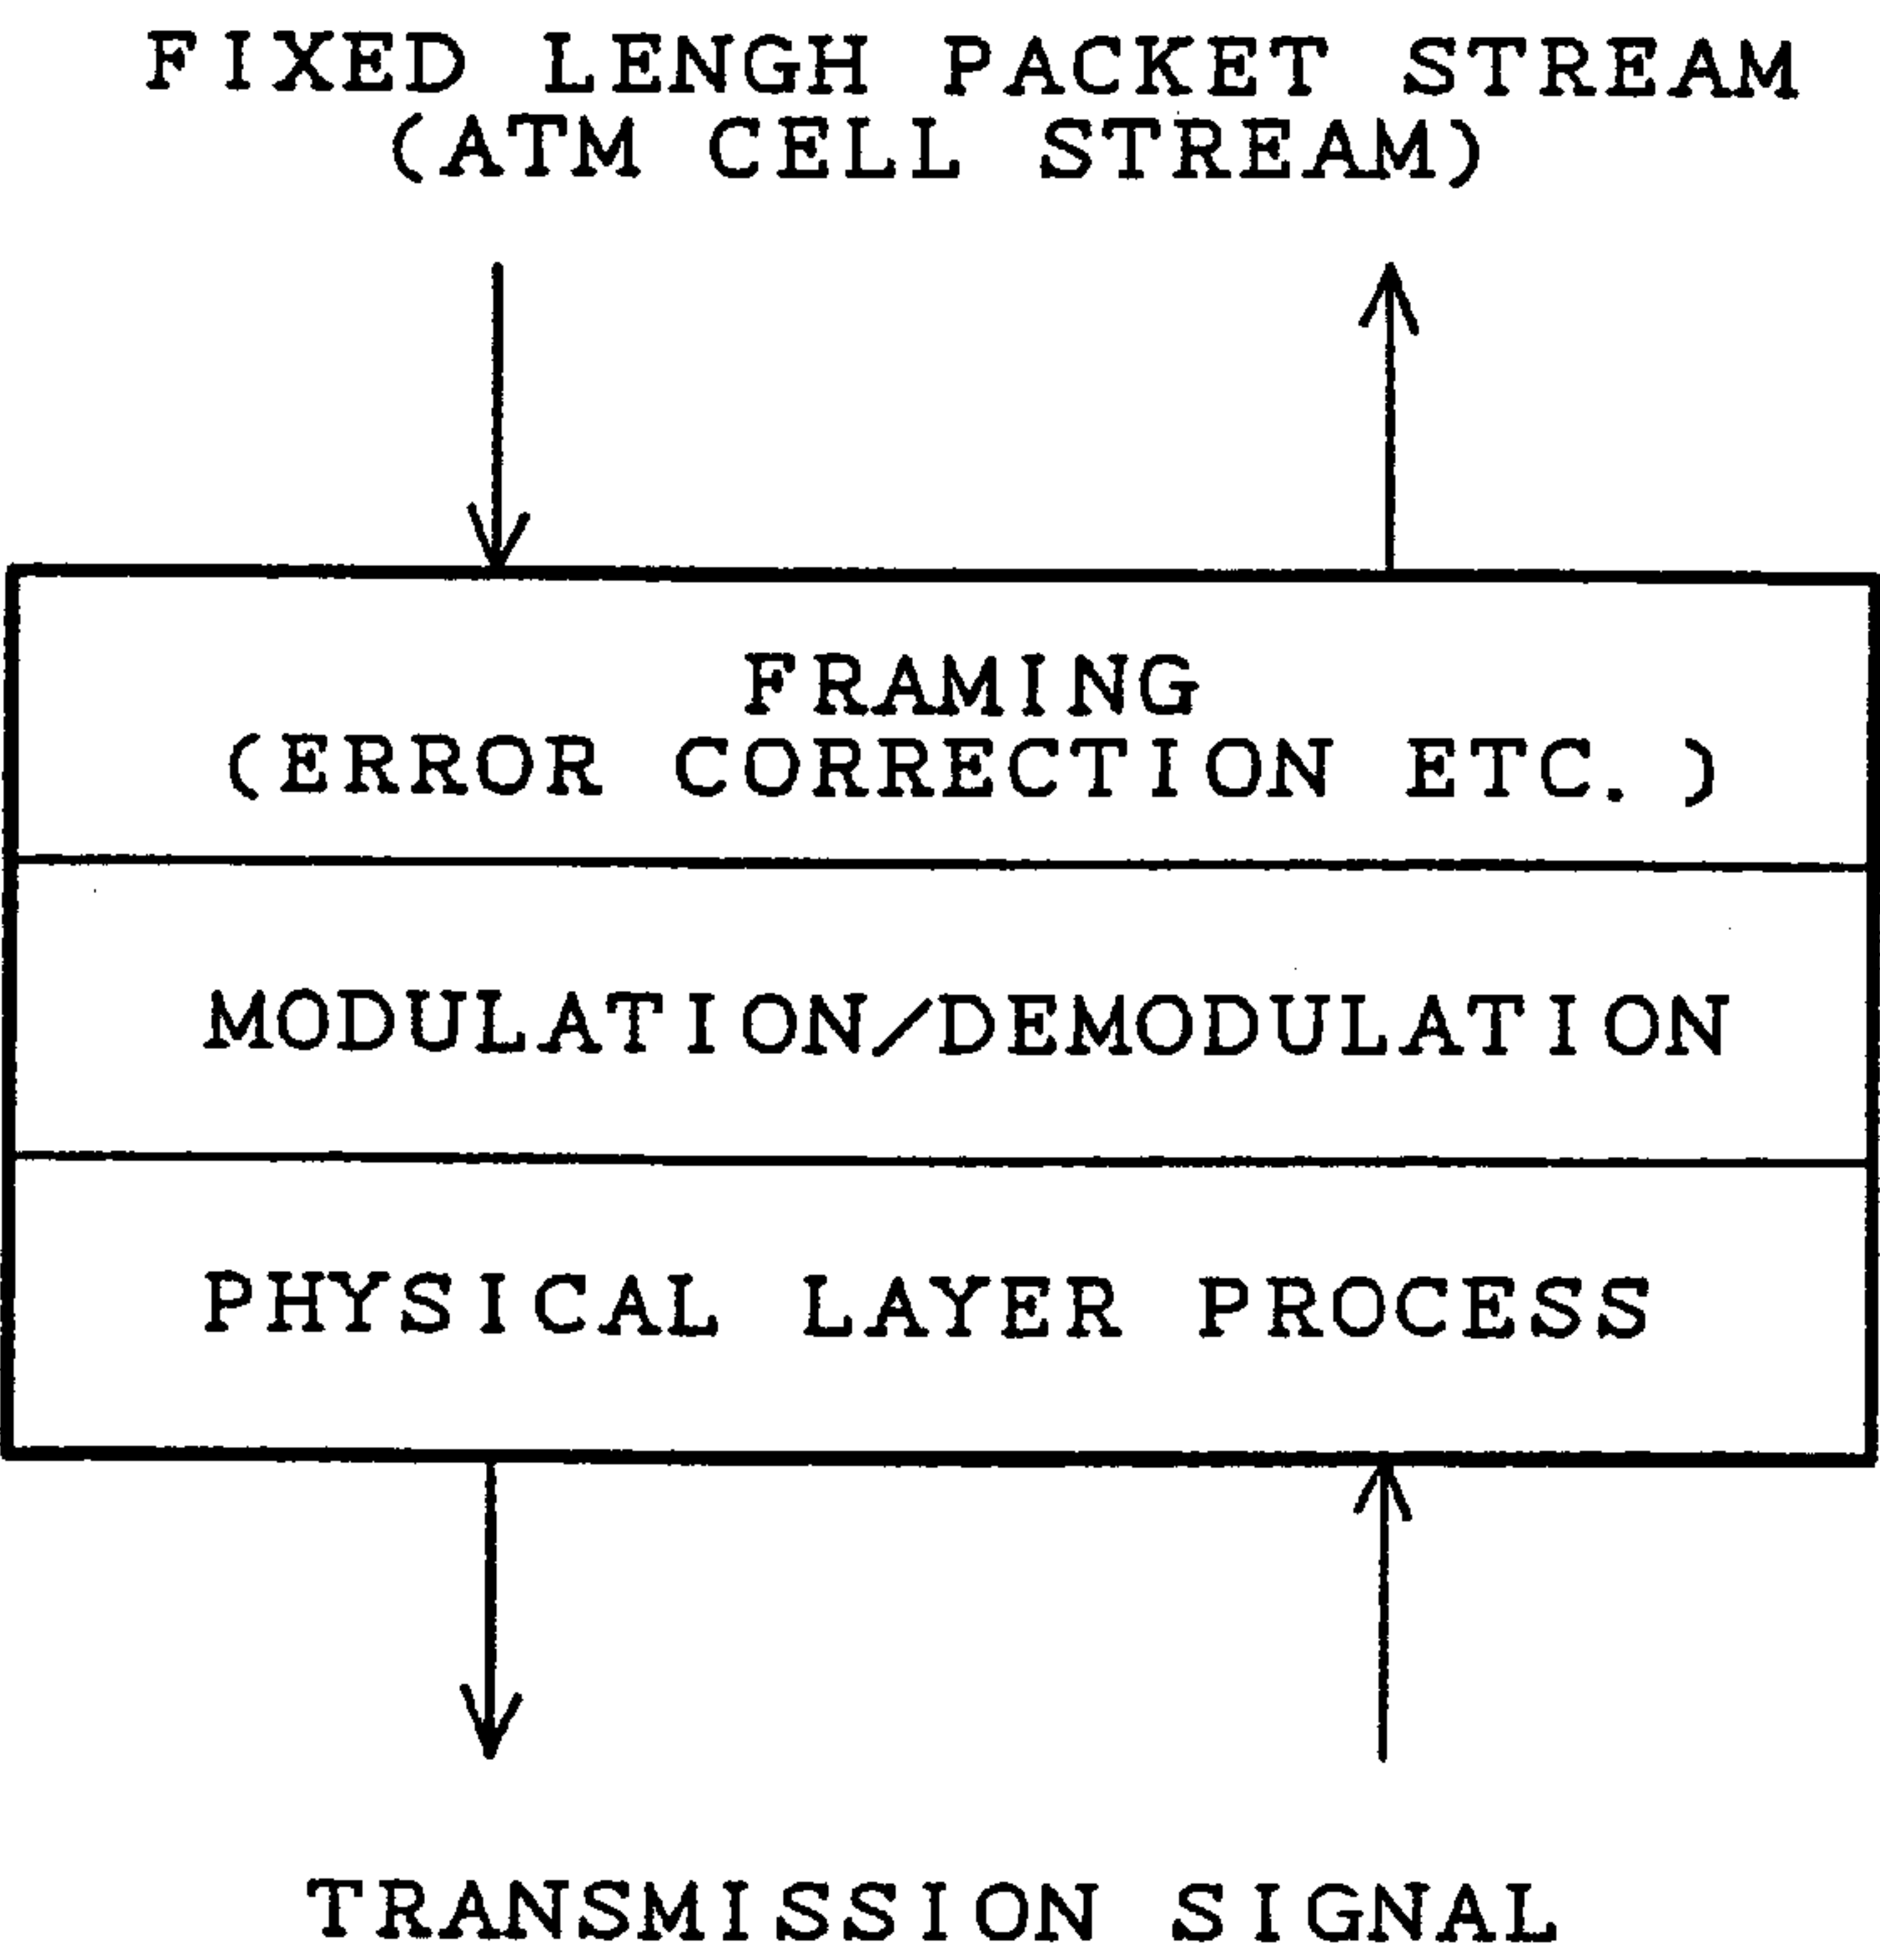 FIXED LENGH PACKET STREAM
(ATM CELL STREAM)
FRAMING
(ERROR CORRECTION ETC.)
MODULATION/DEMODULATION
PHYSICAL LAYER PROCESS
TRANSMISSION SIGNAL